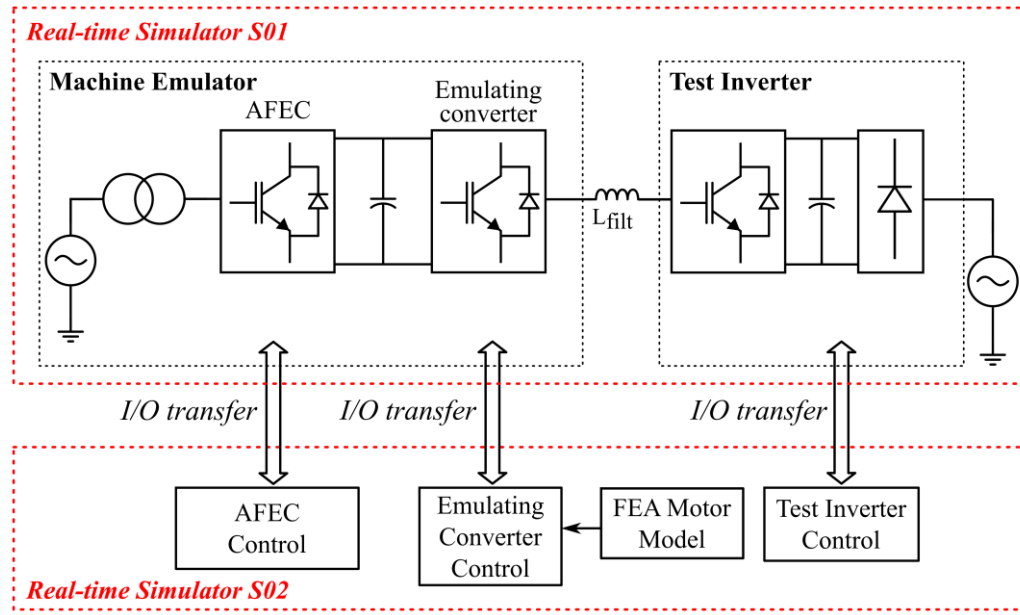 Real-time Simulator S01
Machine Emulator
Test Inverter
AFEC
Emulating
converter
Lfilt
I/O transfer
I/O transfer
I/O transfer
AFEC
Control
Emulating
Converter
Control
FEA Motor
Model
Test Inverter
Control
Real-time Simulator S02